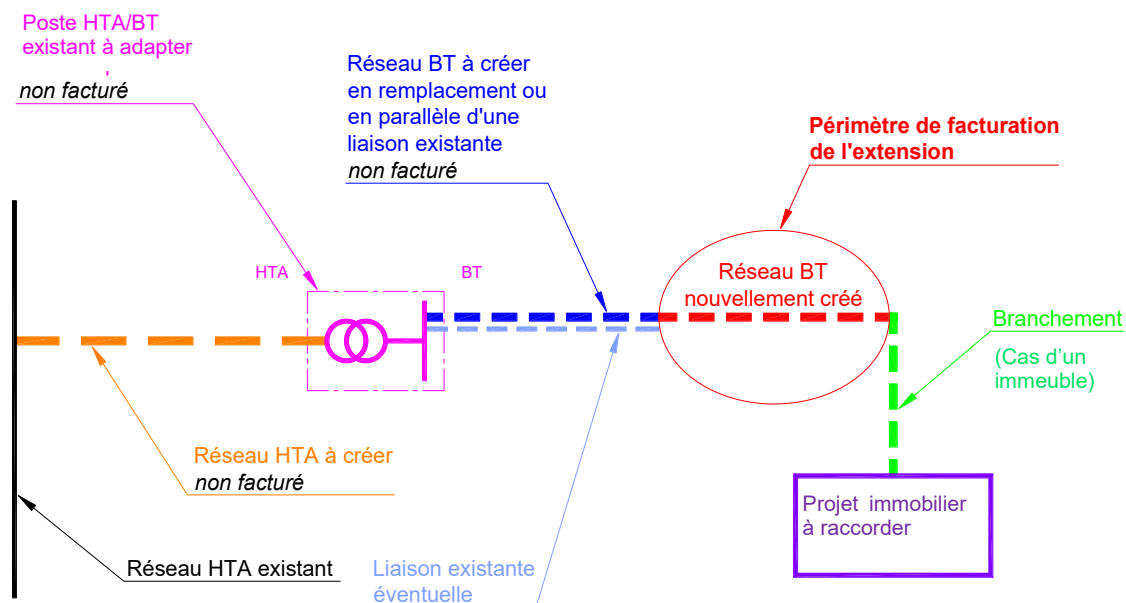 Poste HTA/BT
existant à adapter
non facturé
Réseau BT à créer
en remplacement ou
en parallèle d'une
liaison existante
non facturé
Périmètre de facturation
de l'extension
HTA
BT
Réseau BT
nouvellement créé
Branchement
(Cas d’un
immeuble)
Réseau HTA à créer
non facturé
Projet immobilier
à raccorder
Réseau HTA existant
Liaison existante
éventuelle